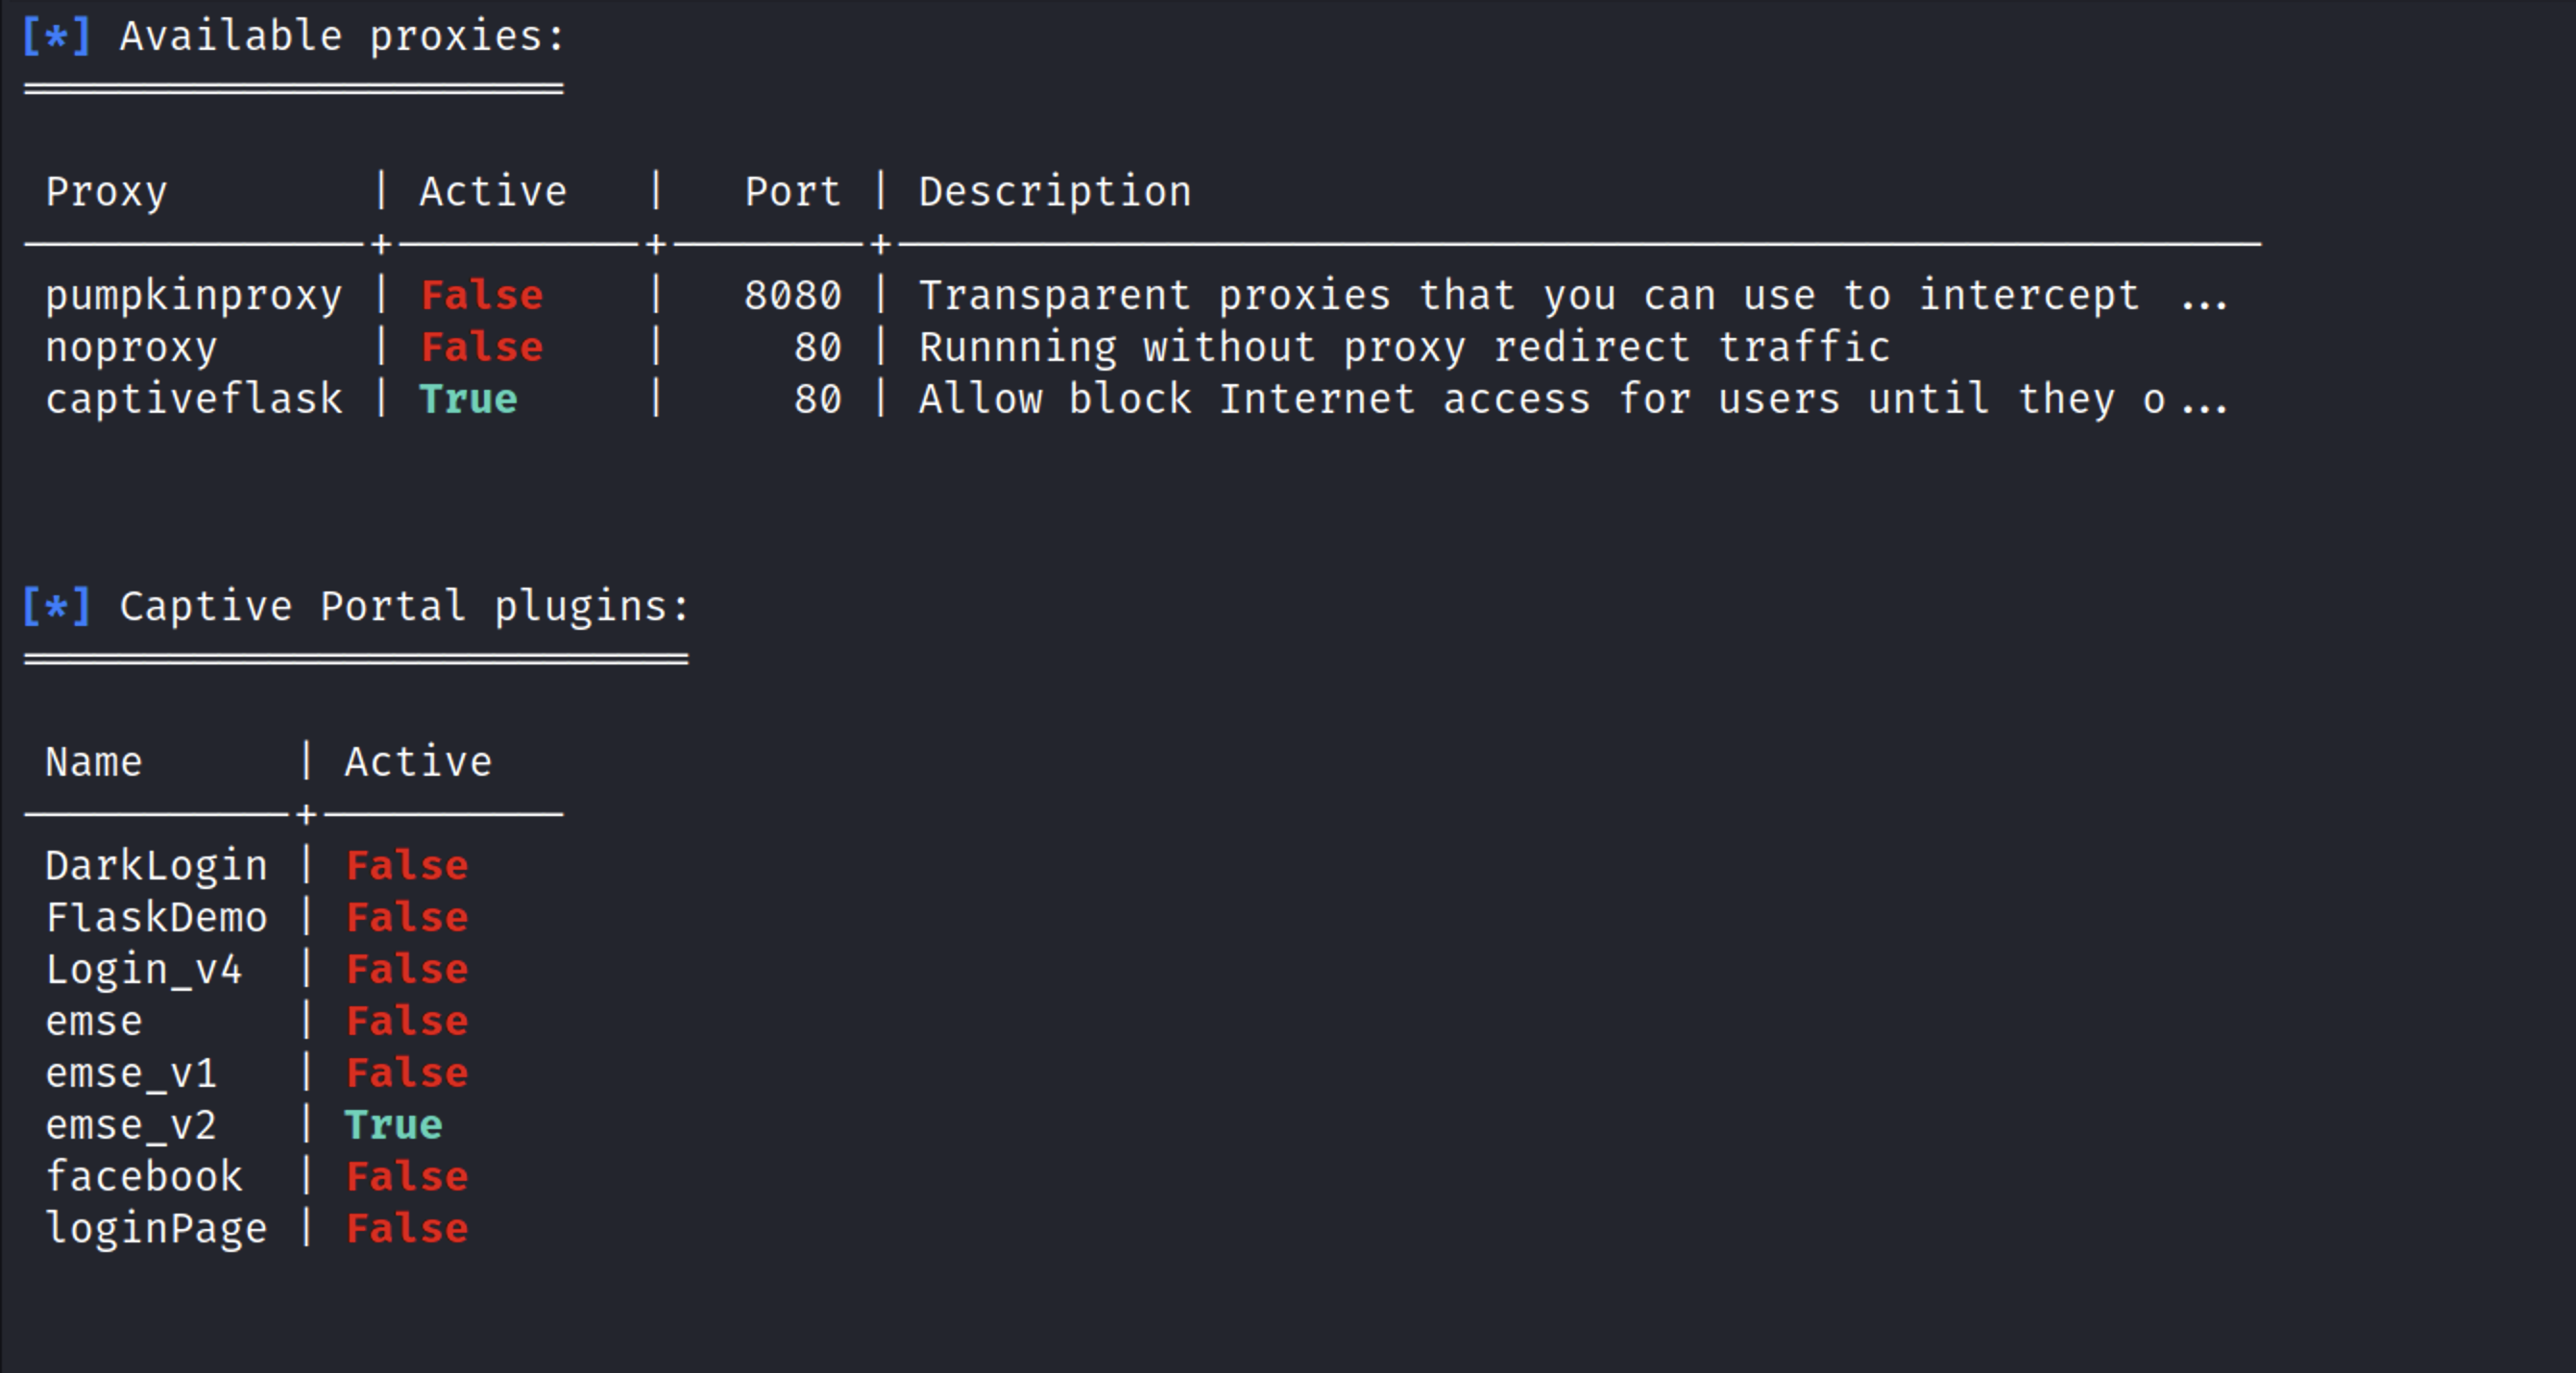 [*] Available proxies:
Proxy | Active | Port | Description
pumpkinproxy | False | 8080 | Transparent proxies that you can use to intercept ...
noproxy | False | 80 | Runnning without proxy redirect traffic
captiveflask | True | 80 | Allow block Internet access for users until they o...
[*] Captive Portal plugins:
Name | Active
DarkLogin | False
FlaskDemo | False
Login_v4 | False
emse | False
emse_v1 | False
emse_v2 | True
facebook | False
loginPage | False